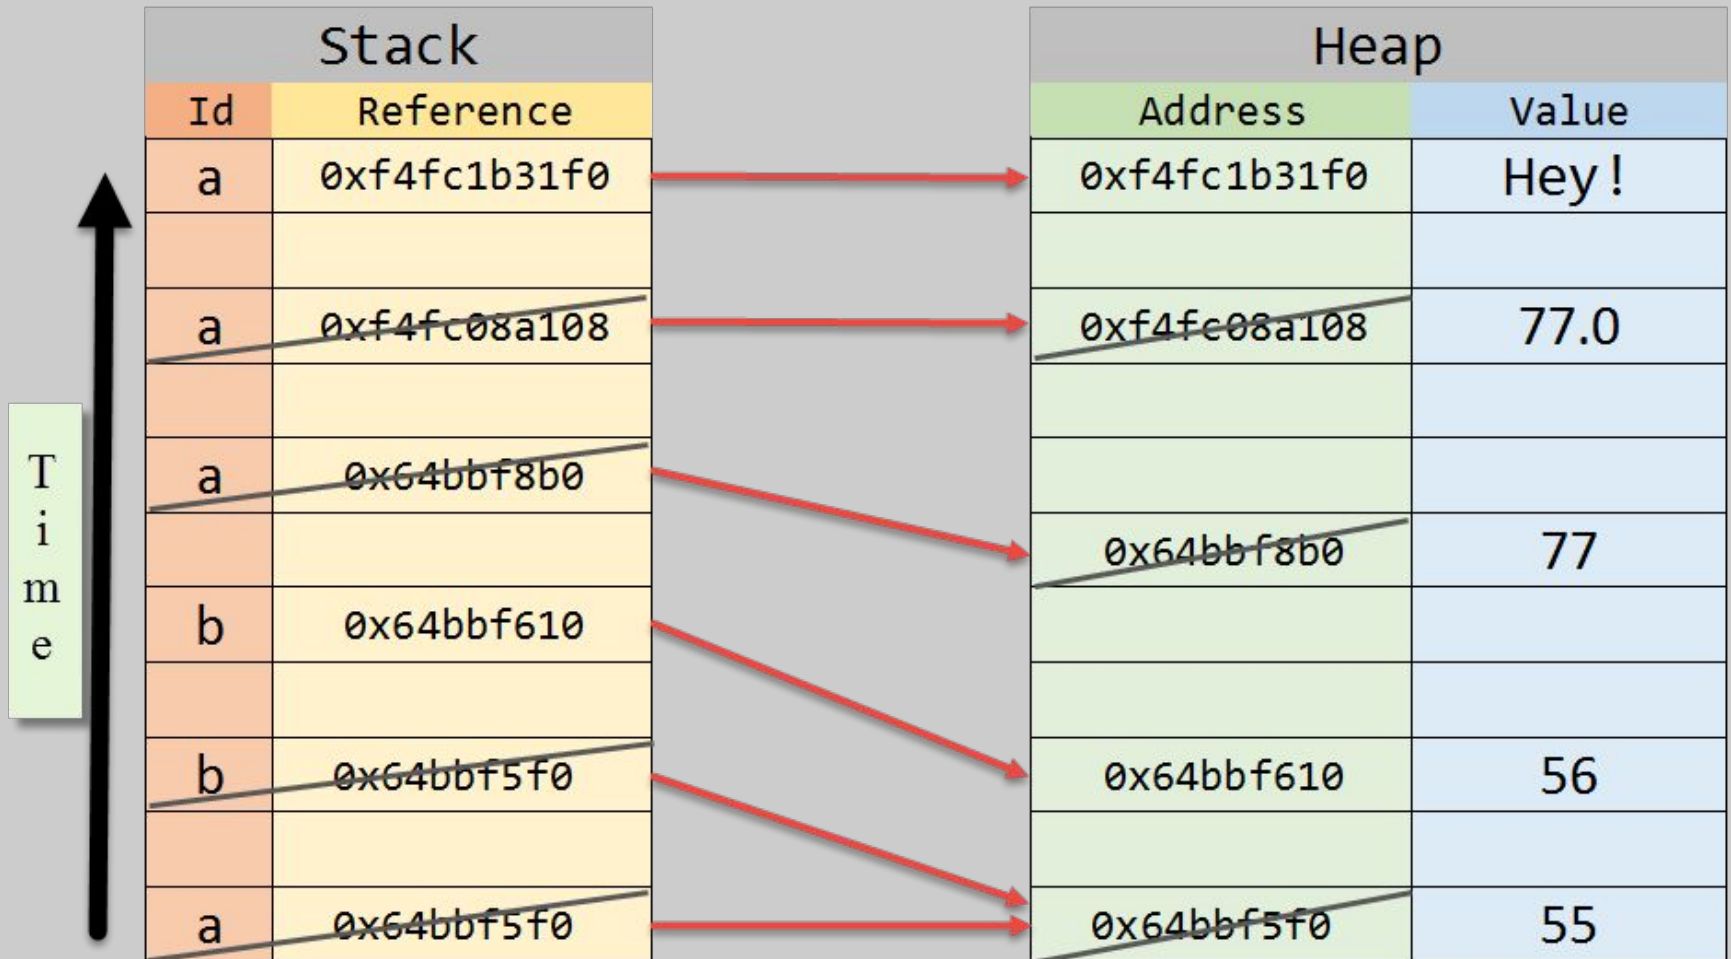 Stack Heap
Id Reference Address Value
a 0xf4fc1b31f0 0xf4fc1b31f0 Hey!
a 0xf4fc08a108 0xf4fc08a108 77.0
a 0x64bbf8b0
0x64bbf8b0 77
b 0x64bbf610
b 0x64bbf5f0 0x64bbf610 56
a 0x64bbf5f0 0x64bbf5f0 55
Time